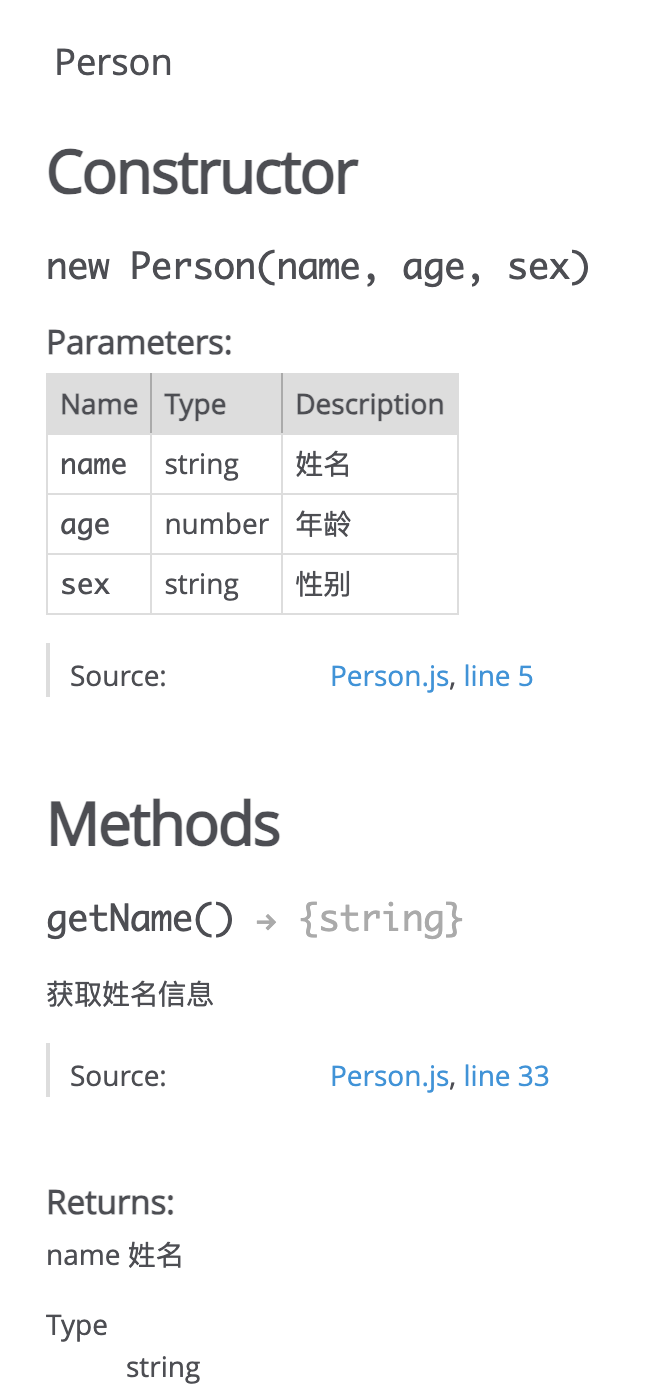 Person
Constructor
new Person(name, age, sex)
Parameters:
Name Type Description
name string 姓名
age number 年龄
sex string 性别
Source: Person.js, line 5
Methods
getName() → {string}
获取姓名信息
Source: Person.js, line 33
Returns:
name 姓名
Type
string